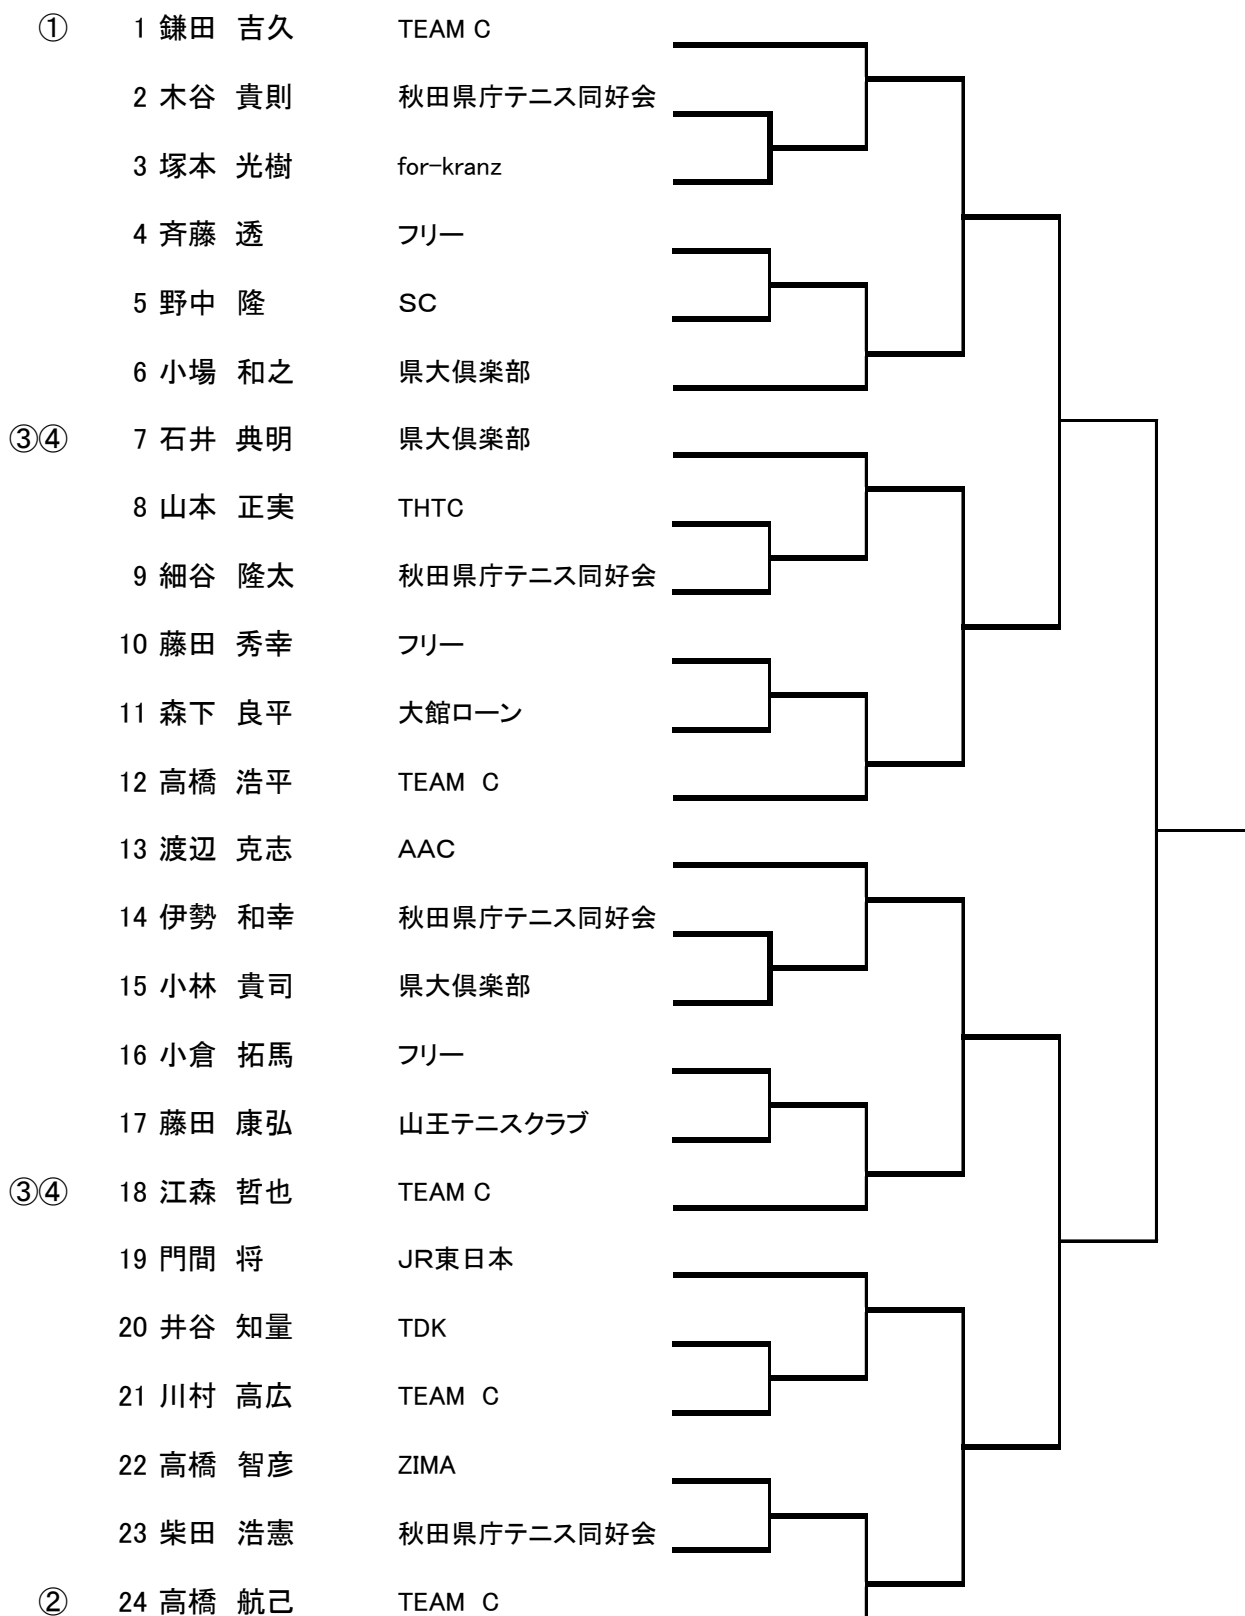 ① 1 鎌田 吉久 TEAM C
2 木谷 貴則 秋田県庁テニス同好会
3 塚本 光樹 for-kranz
4 斉藤 透 フリー
5 野中 隆 SC
6 小場 和之 県大倶楽部
③④ 7 石井 典明 県大倶楽部
8 山本 正実 THTC
9 細谷 隆太 秋田県庁テニス同好会
10 藤田 秀幸 フリー
11 森下 良平 大館ローン
12 高橋 浩平 TEAM C
13 渡辺 克志 AAC
14 伊勢 和幸 秋田県庁テニス同好会
15 小林 貴司 県大倶楽部
16 小倉 拓馬 フリー
17 藤田 康弘 山王テニスクラブ
③④ 18 江森 哲也 TEAM C
19 門間 将 JR東日本
20 井谷 知量 TDK
21 川村 高広 TEAM C
22 高橋 智彦 ZIMA
23 柴田 浩憲 秋田県庁テニス同好会
② 24 高橋 航己 TEAM C